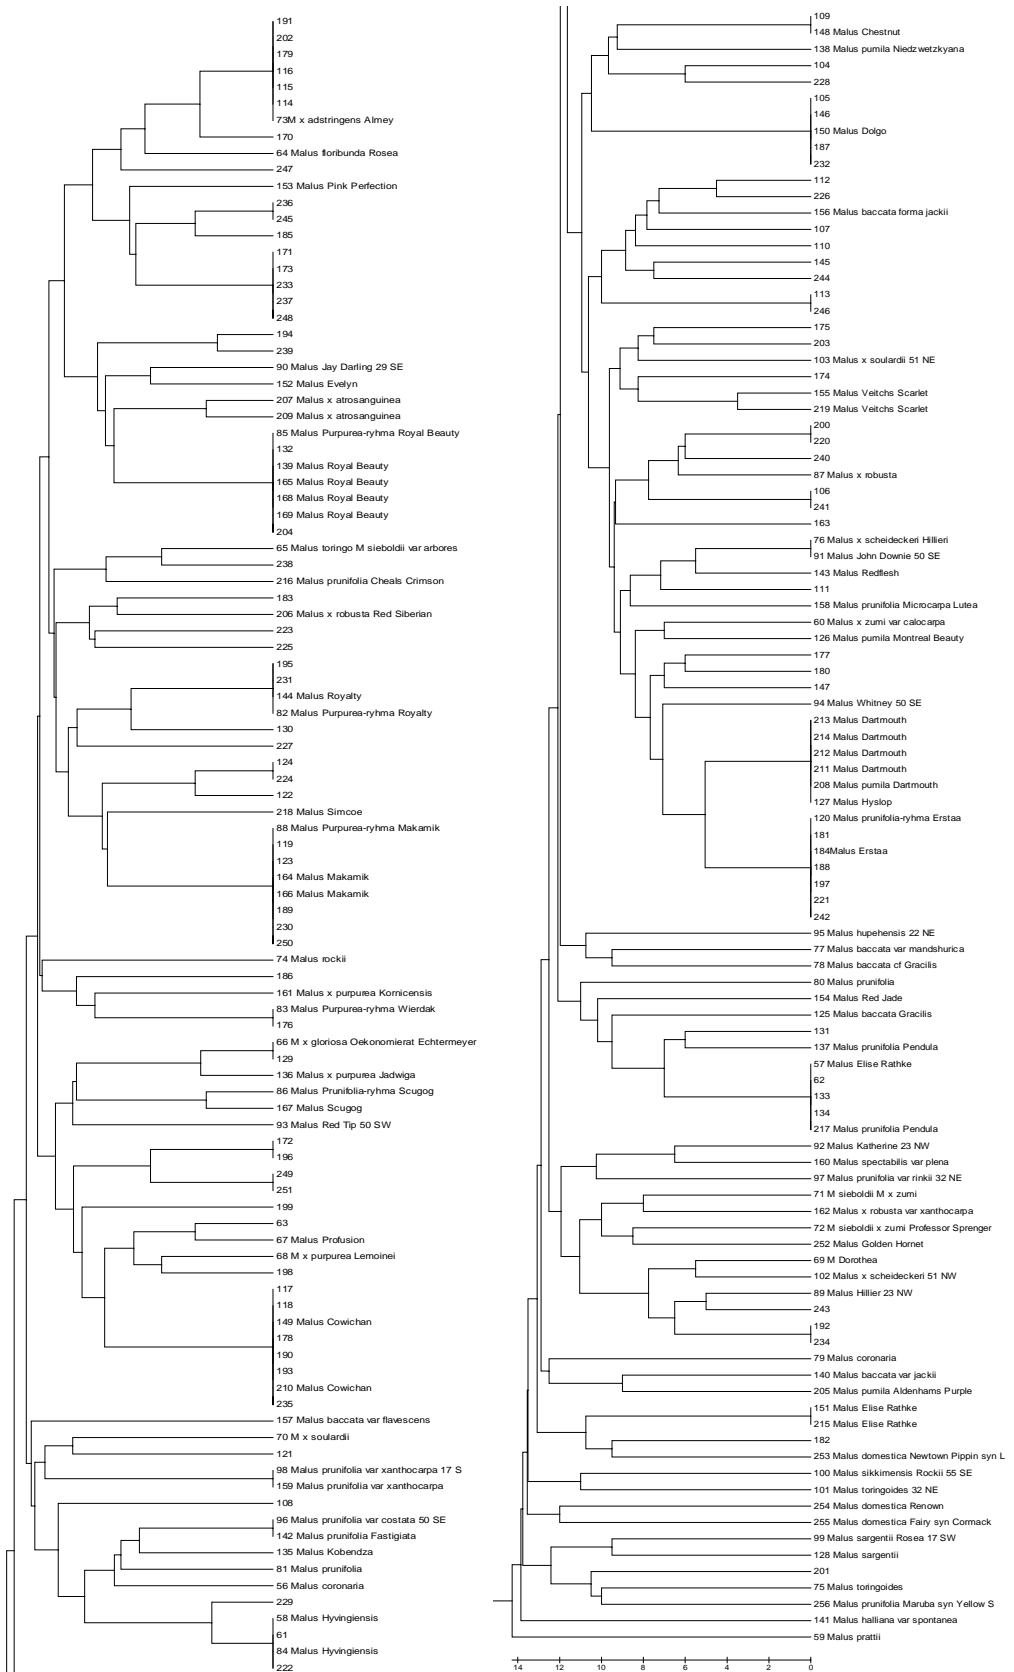 191
202
179
116
115
114
73M x adstringens Almey
170
64 Malus floribunda Rosea
247
153 Malus Pink Perfection
236
245
185
171
173
233
237
248
194
239
90 Malus Jay Darling 29 SE
152 Malus Evelyn
207 Malus x atrosanguinea
209 Malus x atrosanguinea
85 Malus Purpurea-ryhma Royal Beauty
132
139 Malus Royal Beauty
165 Malus Royal Beauty
168 Malus Royal Beauty
169 Malus Royal Beauty
204
65 Malus toringo M sieboldii var arbores
238
216 Malus prunifolia Cheals Crimson
183
206 Malus x robusta Red Siberian
223
225
195
231
144 Malus Royalty
82 Malus Purpurea-ryhma Royalty
130
227
124
224
122
218 Malus Simcoe
88 Malus Purpurea-ryhma Makamik
119
123
164 Malus Makamik
166 Malus Makamik
189
230
250
74 Malus rockii
186
161 Malus x purpurea Kornicensis
83 Malus Purpurea-ryhma Wierdak
176
66 M x gloriosa Oekonomierat Echtermeyer
129
136 Malus x purpurea Jadwiga
86 Malus Prunifolia-ryhma Scugog
167 Malus Scugog
93 Malus Red Tip 50 SW
172
196
249
251
199
63
67 Malus Profusion
68 M x purpurea Lemoinei
198
117
118
149 Malus Cowichan
178
190
193
210 Malus Cowichan
235
157 Malus baccata var flavescens
70 M x soulardii
121
98 Malus prunifolia var xanthocarpa 17 S
159 Malus prunifolia var xanthocarpa
108
96 Malus prunifolia var costata 50 SE
142 Malus prunifolia Fastigiata
135 Malus Kobendza
81 Malus prunifolia
56 Malus coronaria
229
58 Malus Hyvingiensis
61
84 Malus Hyvingiensis
222
109
148 Malus Chestnut
138 Malus pumila Niedzwetzkyana
104
228
105
146
150 Malus Dolgo
187
232
112
226
156 Malus baccata forma jackii
107
110
145
244
113
246
175
203
103 Malus x soulardii 51 NE
174
155 Malus Veitchs Scarlet
219 Malus Veitchs Scarlet
200
220
240
87 Malus x robusta
106
241
163
76 Malus x scheideckeri Hillieri
91 Malus John Downie 50 SE
143 Malus Redflesh
111
158 Malus prunifolia Microcarpa Lutea
60 Malus x zumi var calocarpa
126 Malus pumila Montreal Beauty
177
180
147
94 Malus Whitney 50 SE
213 Malus Dartmouth
214 Malus Dartmouth
212 Malus Dartmouth
211 Malus Dartmouth
208 Malus pumila Dartmouth
127 Malus Hyslop
120 Malus prunifolia-ryhma Erstaa
181
184Malus Erstaa
188
197
221
242
95 Malus hupehensis 22 NE
77 Malus baccata var mandshurica
78 Malus baccata cf Gracilis
80 Malus prunifolia
154 Malus Red Jade
125 Malus baccata Gracilis
131
137 Malus prunifolia Pendula
57 Malus Elise Rathke
62
133
134
217 Malus prunifolia Pendula
92 Malus Katherine 23 NW
160 Malus spectabilis var plena
97 Malus prunifolia var rinkii 32 NE
71 M sieboldii M x zumi
162 Malus x robusta var xanthocarpa
72 M sieboldii x zumi Professor Sprenger
252 Malus Golden Hornet
69 M Dorothea
102 Malus x scheideckeri 51 NW
89 Malus Hillier 23 NW
243
192
234
79 Malus coronaria
140 Malus baccata var jackii
205 Malus pumila Aldenhams Purple
151 Malus Elise Rathke
215 Malus Elise Rathke
182
253 Malus domestica Newtown Pippin syn L
100 Malus sikkimensis Rockii 55 SE
101 Malus toringoides 32 NE
254 Malus domestica Renown
255 Malus domestica Fairy syn Cormack
99 Malus sargentii Rosea 17 SW
128 Malus sargentii
201
75 Malus toringoides
256 Malus prunifolia Maruba syn Yellow S
141 Malus halliana var spontanea
59 Malus prattii
14 12 10 8 6 4 2 0